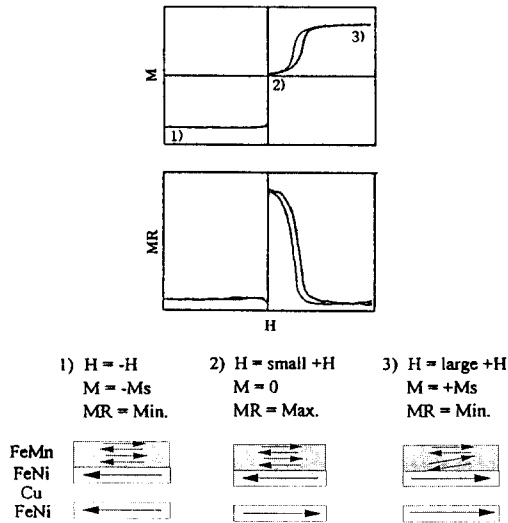 M
1)
2)
3)
MR
H
1) H = -H
M = -Ms
MR = Min.
2) H = small +H
M = 0
MR = Max.
3) H = large +H
M = +Ms
MR = Min.
FeMn
FeNi
Cu
FeNi